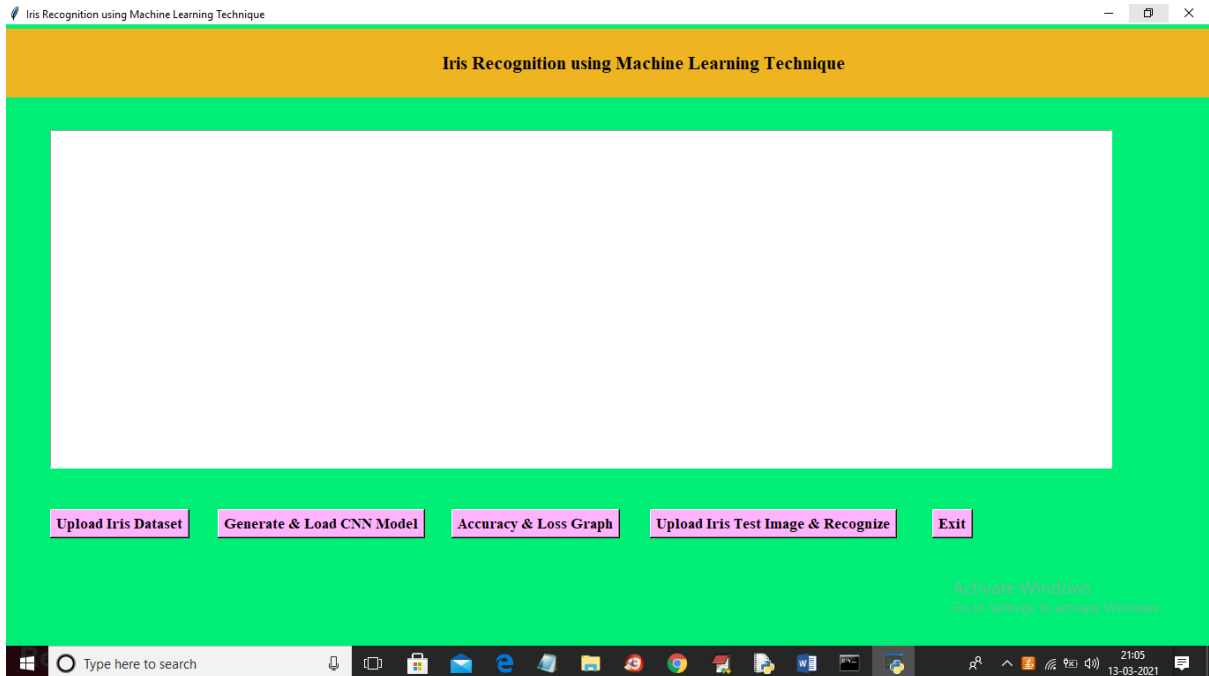 Iris Recognition using Machine Learning Technique
Iris Recognition using Machine Learning Technique
Upload Iris Dataset Generate & Load CNN Model Accuracy & Loss Graph Upload Iris Test Image & Recognize Exit
Activate Windows
Go to Settings to activate Windows.
Type here to search
21:05
13-03-2021